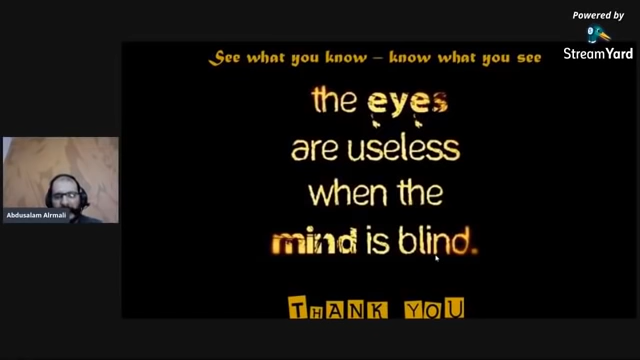 Powered by
StreamYard
See what you know – know what you see
the eyes
are useless
when the
mind is blind.
Abdusalam Alrmali
THANK YOU